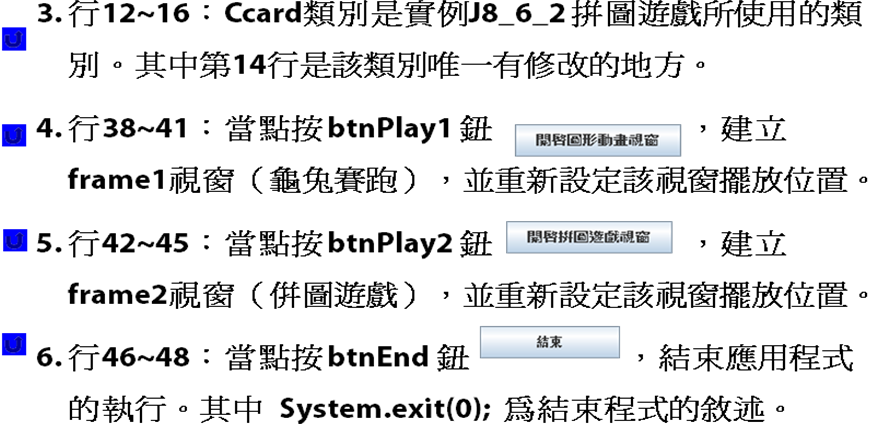 3. 行12~16：Ccard類別是實例J8_6_2拼圖遊戲所使用的類
別。其中第14行是該類別唯一有修改的地方。
4. 行38~41：當點按btnPlay1鈕 開啓圖形動畫視窗 ，建立
frame1視窗（龜兔賽跑），並重新設定該視窗擺放位置。
5. 行42~45：當點按btnPlay2鈕 開啓拼圖遊戲視窗 ，建立
frame2視窗（併圖遊戲），並重新設定該視窗擺放位置。
6. 行46~48：當點按btnEnd鈕 結束 ，結束應用程式
的執行。其中 System.exit(0); 爲結束程式的敘述。